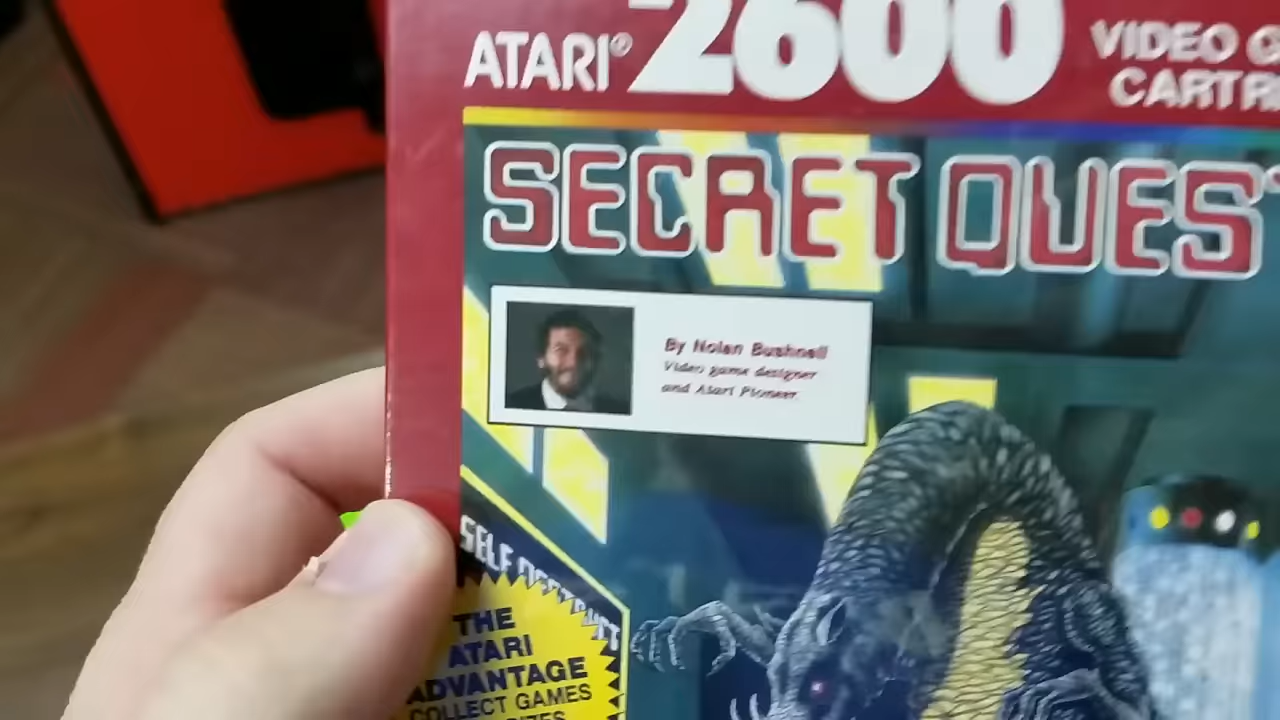 ATARI® 2600
VIDEO G
CARTR
SECRET QUEST
By Nolan Bushnell
Video game designer
and Atari Pioneer
SELF DESTRUCT
THE
ATARI
ADVANTAGE
COLLECT GAMES